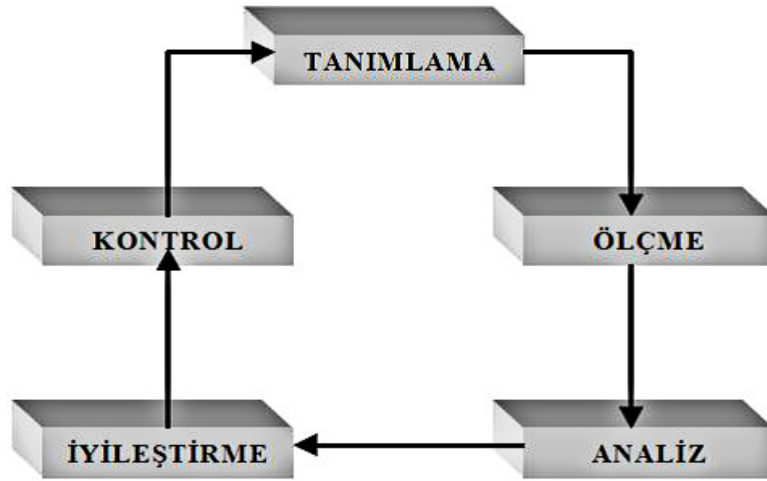 TANIMLAMA
KONTROL
ÖLÇME
İYİLEŞTİRME
ANALİZ